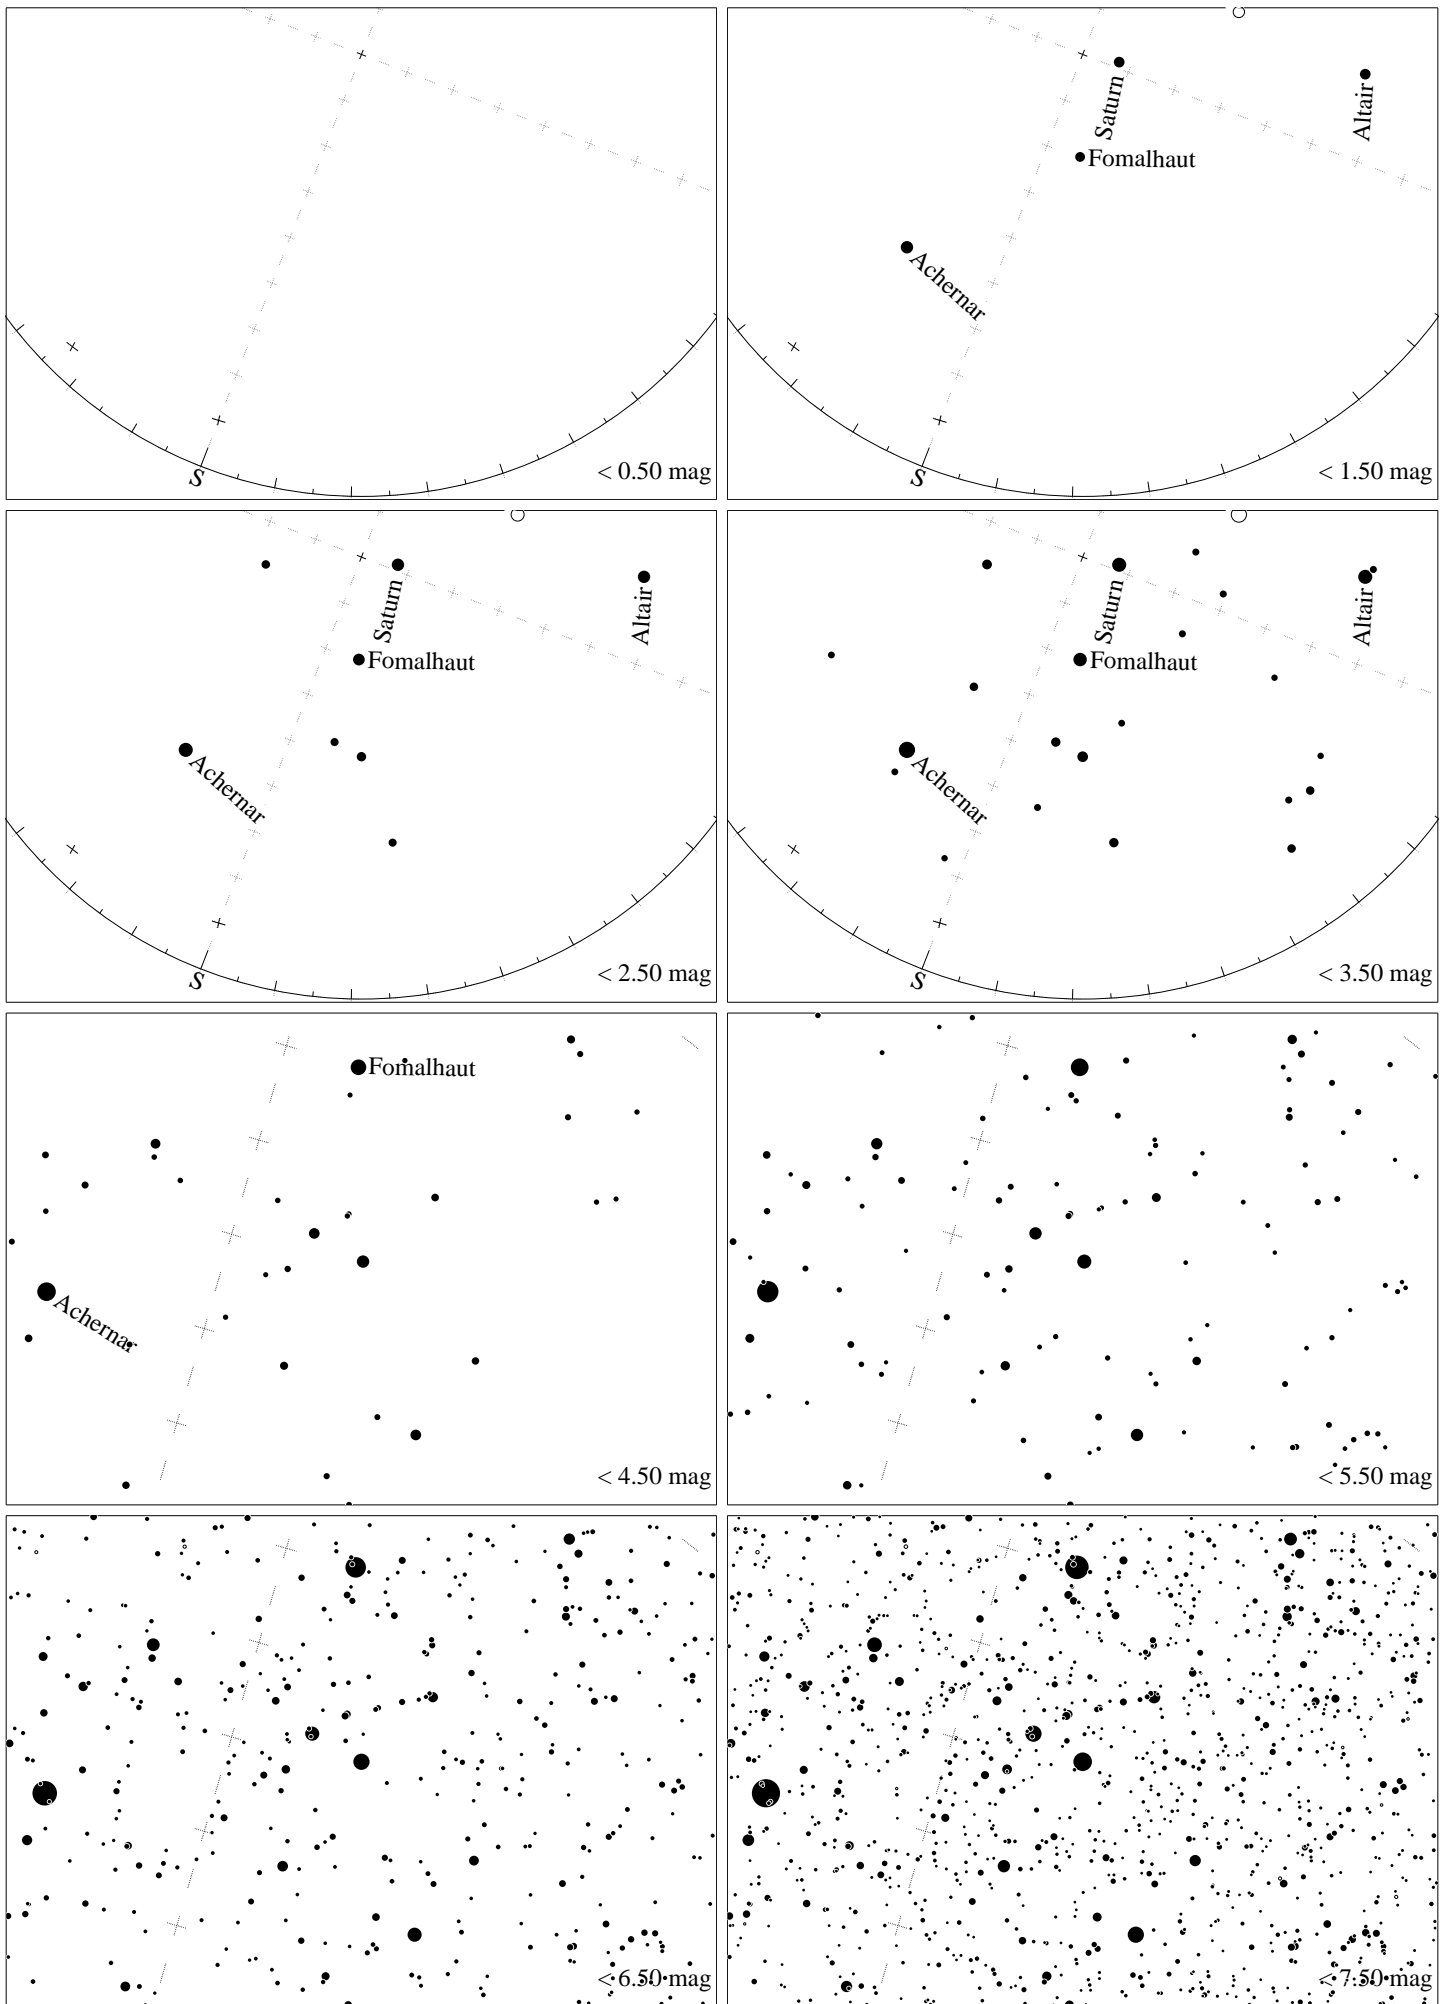 S
< 0.50 mag
Saturn
Altair
Fomalhaut
Achernar
S
< 1.50 mag
Saturn
Altair
Fomalhaut
Achernar
S
< 2.50 mag
Saturn
Altair
Fomalhaut
Achernar
S
< 3.50 mag
Fomalhaut
Achernar
< 4.50 mag
< 5.50 mag
< 6.50 mag
< 7.50 mag